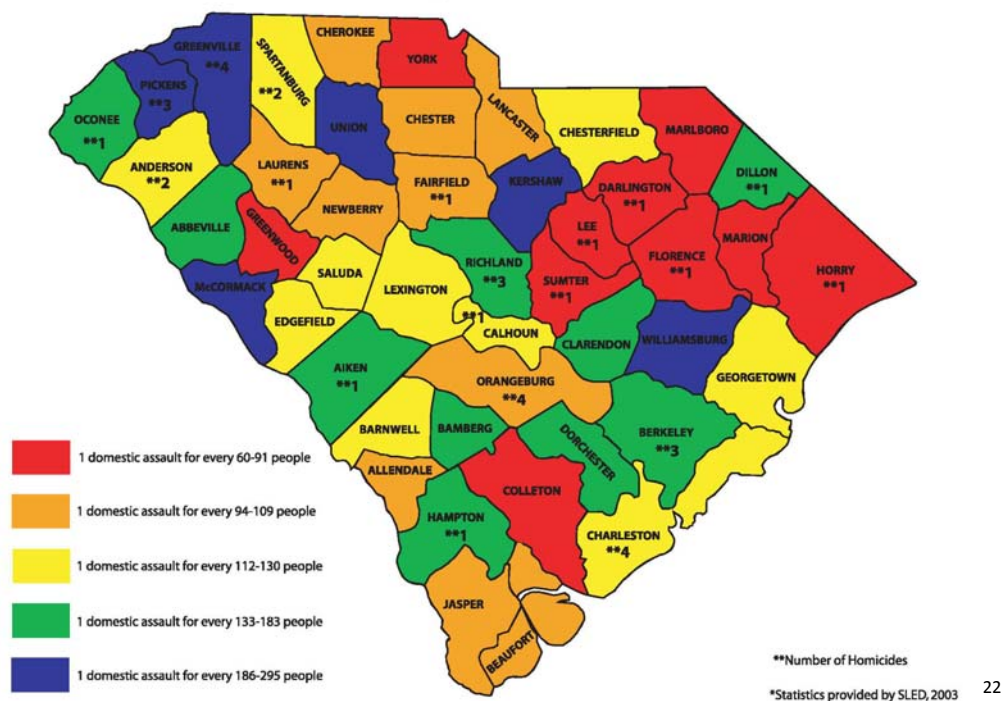 CHEROKEE
GREENVILLE
**4
SPARTANBURG
**2
YORK
PICKENS
**3
OCONEE
**1
UNION
CHESTER
LANCASTER
CHESTERFIELD
MARLBORO
ANDERSON
**2
LAURENS
**1
FAIRFIELD
**1
KERSHAW
DARLINGTON
**1
DILLON
**1
NEWBERRY
ABBEVILLE
GREENWOOD
LEE
**1
MARION
SALUDA
RICHLAND
**3
FLORENCE
**1
HORRY
**1
McCORMACK
LEXINGTON
**1
SUMTER
**1
EDGEFIELD
CALHOUN
CLARENDON
WILLIAMSBURG
AIKEN
**1
ORANGEBURG
**4
GEORGETOWN
BARNWELL
BAMBERG
DORCHESTER
BERKELEY
**3
ALLENDALE
COLLETON
HAMPTON
**1
CHARLESTON
**4
JASPER
BEAUFORT
1 domestic assault for every 60-91 people
1 domestic assault for every 94-109 people
1 domestic assault for every 112-130 people
1 domestic assault for every 133-183 people
1 domestic assault for every 186-295 people
**Number of Homicides
*Statistics provided by SLED, 2003
22